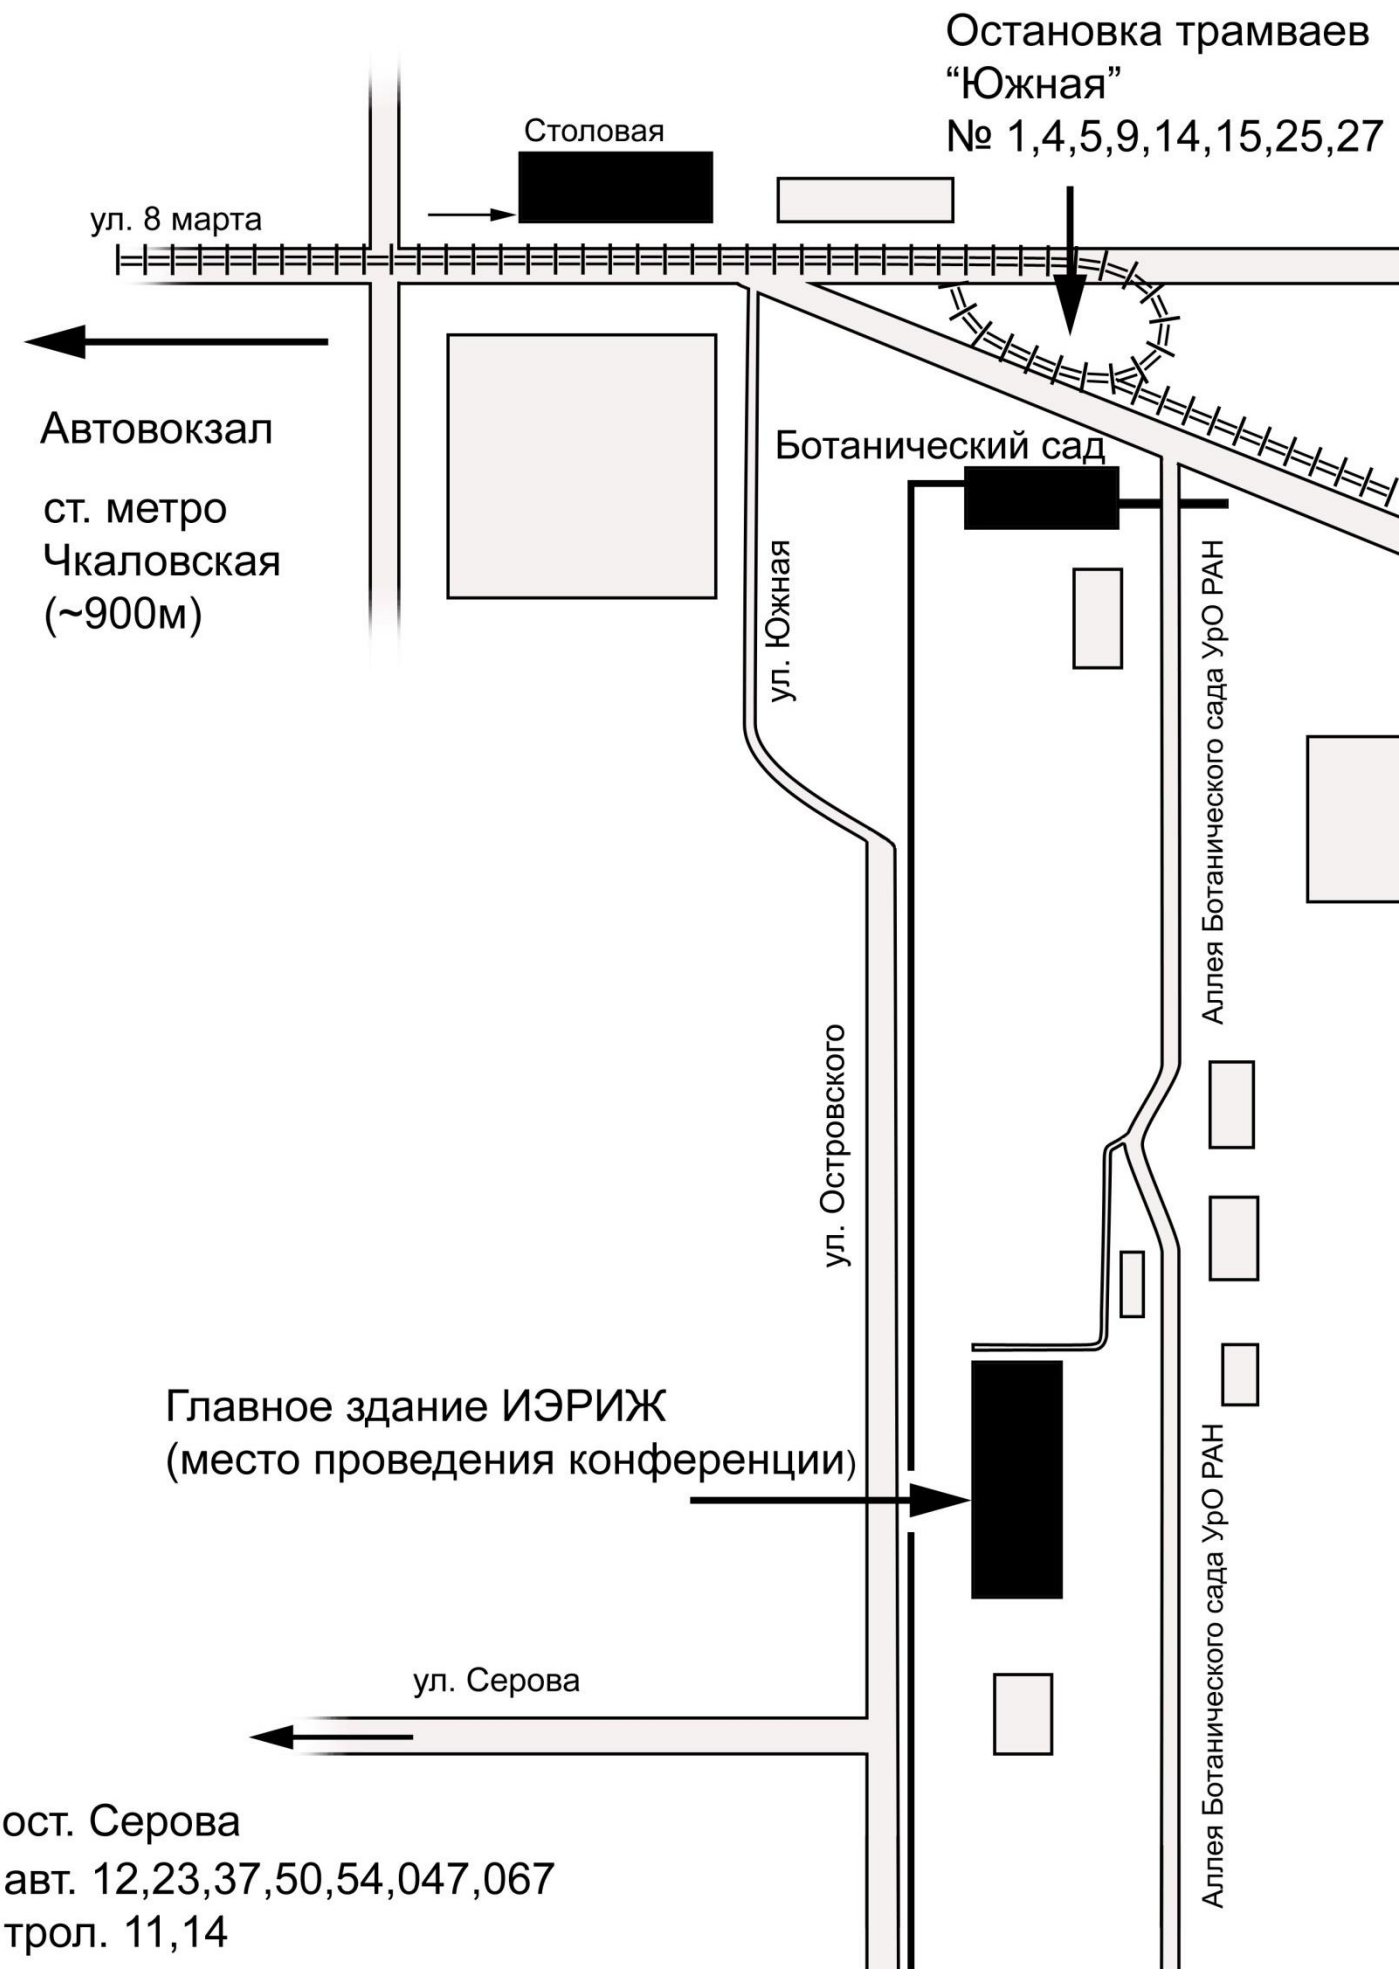 Остановка трамваев
“Южная”
№ 1,4,5,9,14,15,25,27
Столовая
ул. 8 марта
Автовокзал
ст. метро
Чкаловская
(~900м)
Ботанический сад
ул. Южная
Аллея Ботанического сада УрО РАН
ул. Островского
Главное здание ИЭРИЖ
(место проведения конференции)
Аллея Ботанического сада УрО РАН
ул. Серова
ост. Серова
авт. 12,23,37,50,54,047,067
трол. 11,14